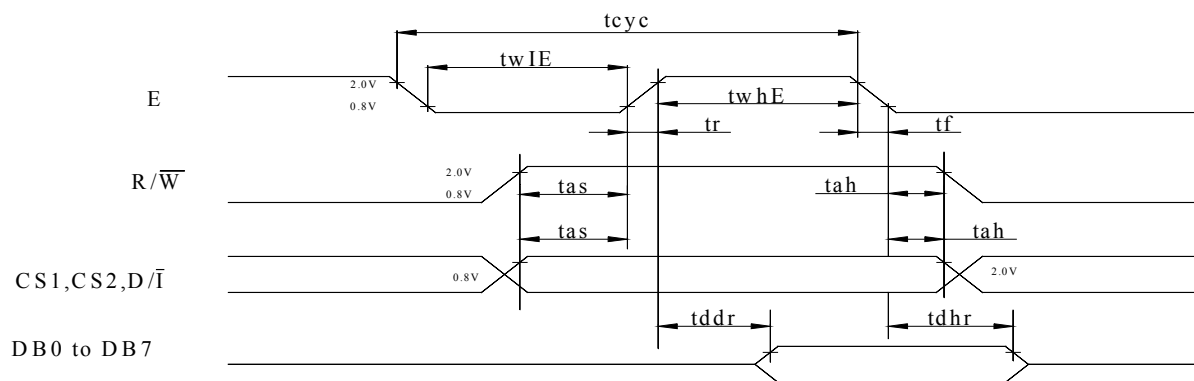 tcyc
twIE
2.0V
E
0.8V
twhE
tr
tf
R/W̅
2.0V
0.8V
tas
tah
tas
tah
CS1,CS2,D/I̅
0.8V
2.0V
tddr
tdhr
DB0 to DB7